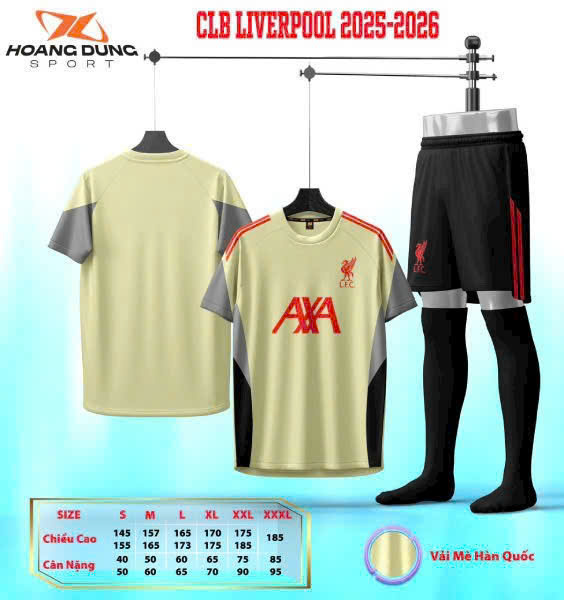 CLB LIVERPOOL 2025-2026
HOANG DUNG
SPORT
L.F.C.
AXA
L.F.C.
SIZE S M L XL XXL XXXL
Chiều Cao 145 157 165 170 175 185
155 165 173 175 185
Cân Nặng 40 50 60 65 75 85
50 60 65 70 90 95
Vải Mè Hàn Quốc